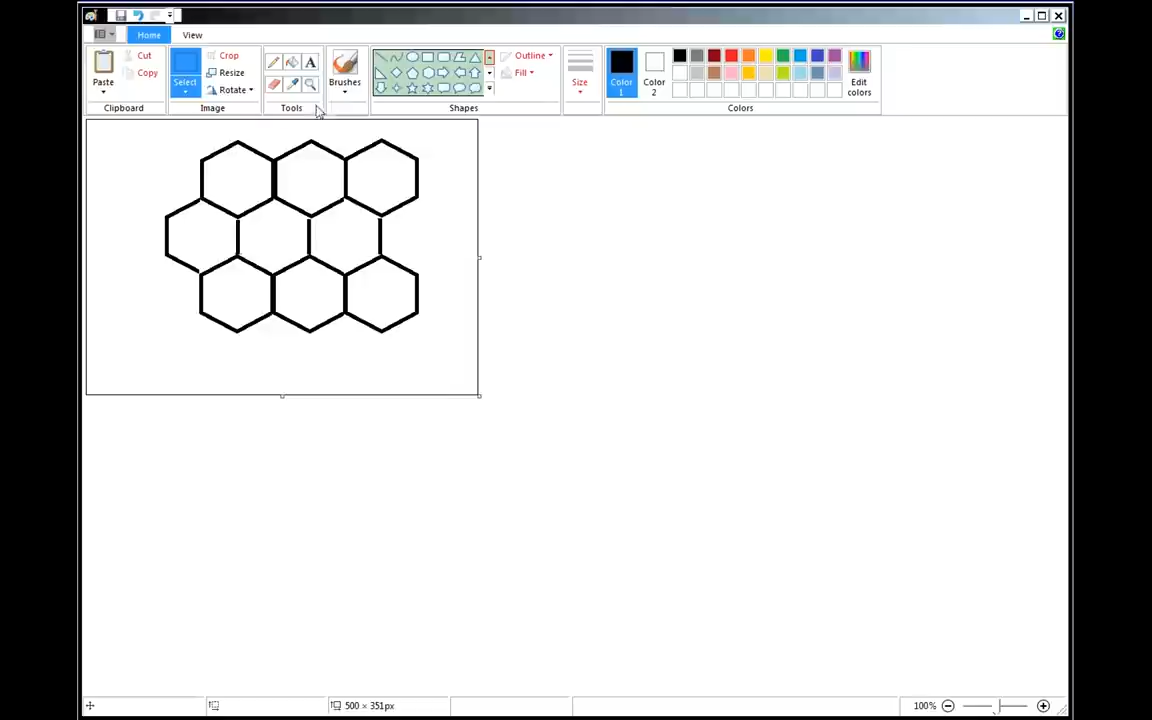 Home View
Paste
Cut
Copy
Clipboard
Select
Crop
Resize
Rotate
Image
A
Tools
Brushes
Shapes
Outline
Fill
Size
Color 1
Color 2
Edit colors
Colors
500 × 351px
100%